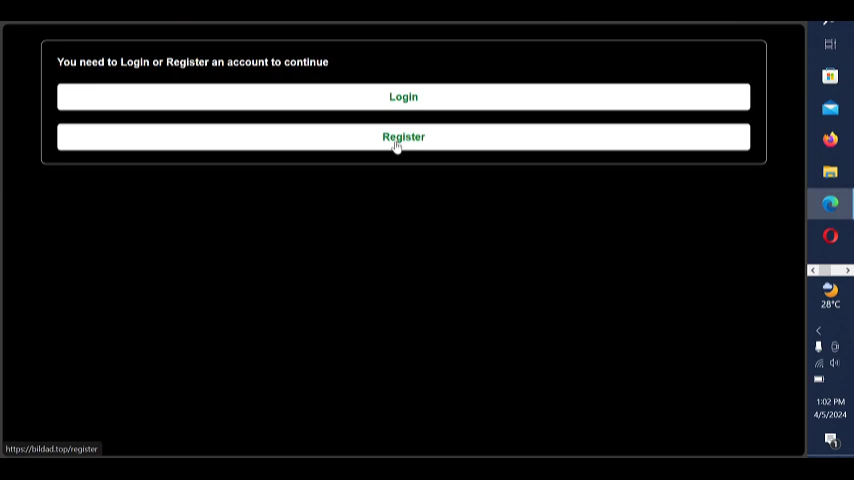 You need to Login or Register an account to continue
Login
Register
28°C
1:02 PM
4/5/2024
1
https://bildad.top/register